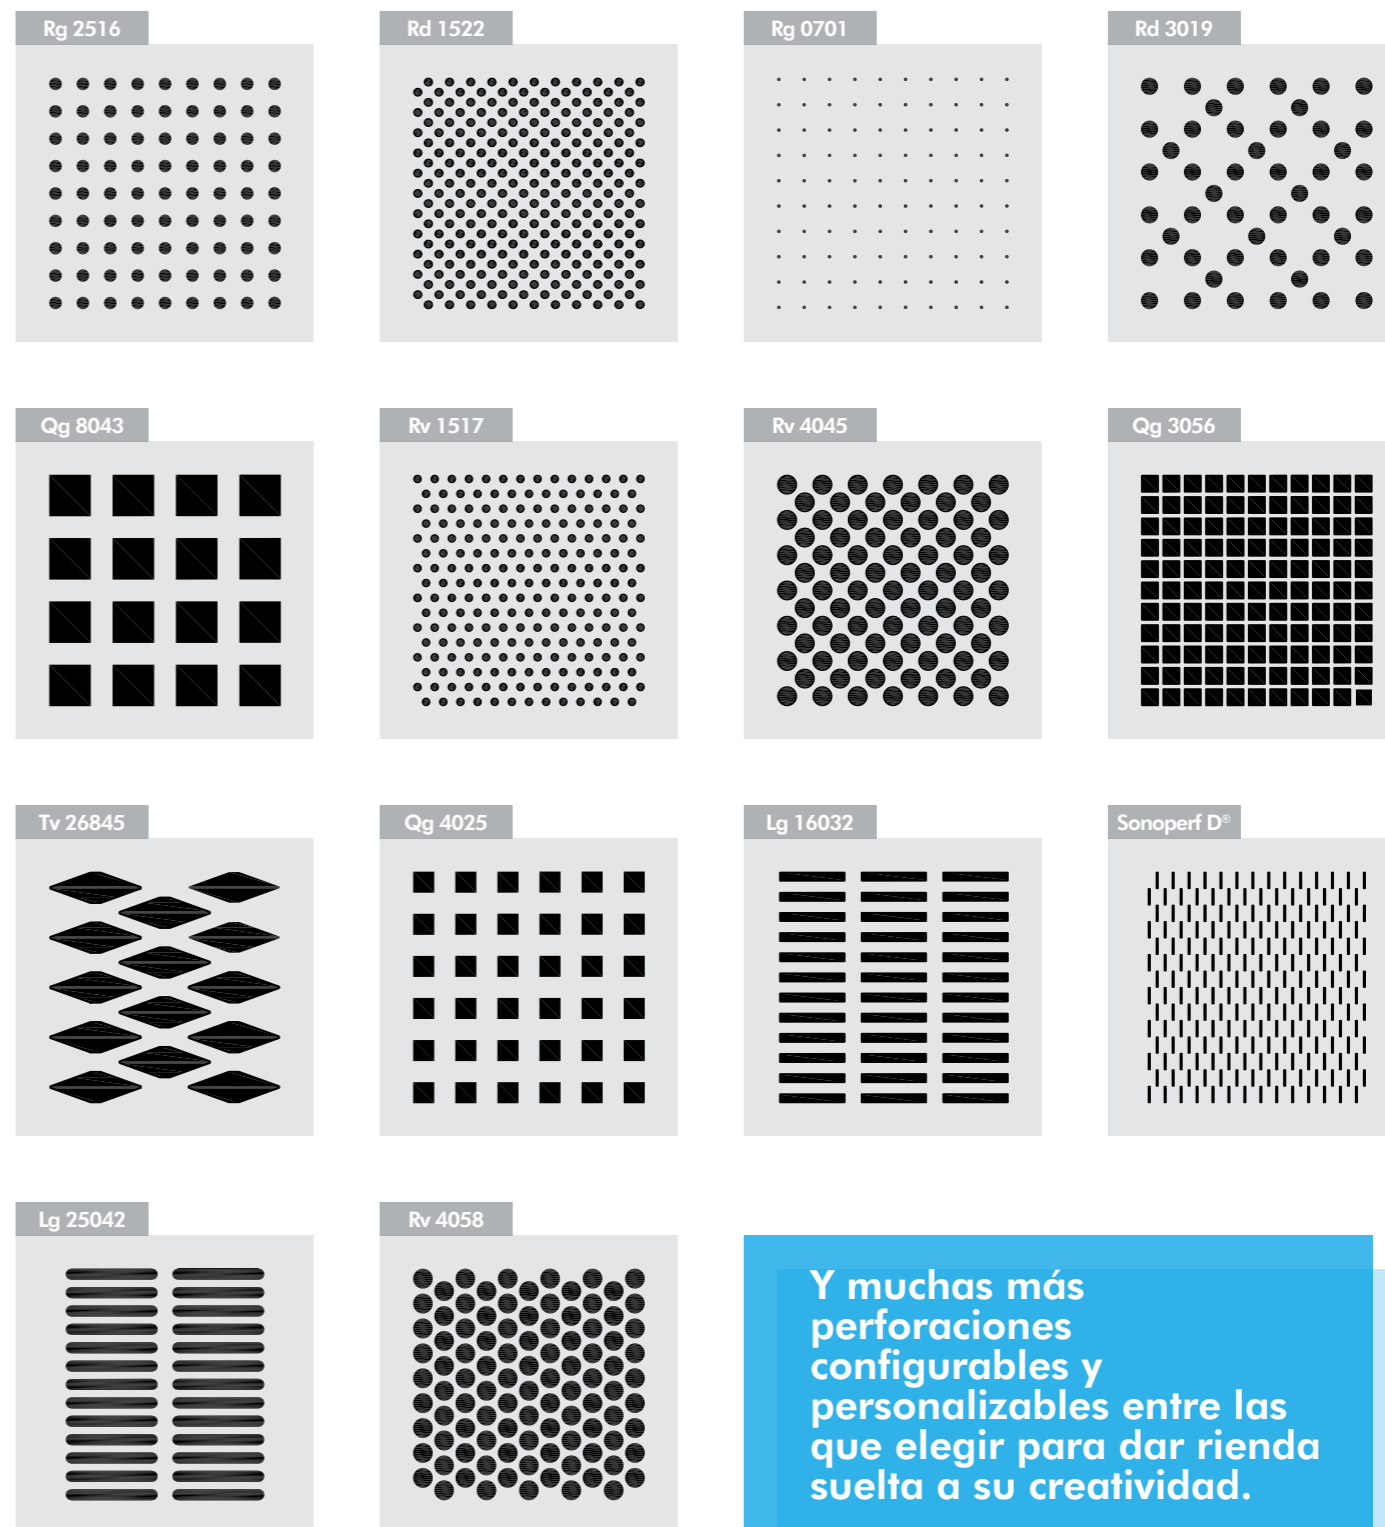 Rg 2516
Rd 1522
Rg 0701
Rd 3019
Qg 8043
Rv 1517
Rv 4045
Qg 3056
Tv 26845
Qg 4025
Lg 16032
Sonoperf D®
Lg 25042
Rv 4058
Y muchas más
perforaciones
configurables y
personalizables entre las
que elegir para dar rienda
suelta a su creatividad.